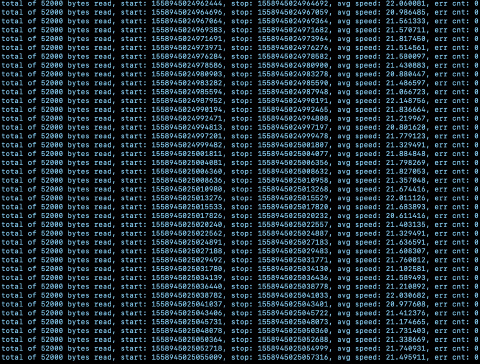 total of 52000 bytes read, start: 1558945024962444, stop: 1558945024964692, avg speed: 22.060081, err cnt: 0
total of 52000 bytes read, start: 1558945024964696, stop: 1558945024967059, avg speed: 20.986485, err cnt: 0
total of 52000 bytes read, start: 1558945024967064, stop: 1558945024969364, avg speed: 21.561333, err cnt: 0
total of 52000 bytes read, start: 1558945024969383, stop: 1558945024971682, avg speed: 21.570711, err cnt: 0
total of 52000 bytes read, start: 1558945024971691, stop: 1558945024973964, avg speed: 21.817450, err cnt: 0
total of 52000 bytes read, start: 1558945024973971, stop: 1558945024976276, avg speed: 21.514561, err cnt: 0
total of 52000 bytes read, start: 1558945024976284, stop: 1558945024978582, avg speed: 21.580097, err cnt: 0
total of 52000 bytes read, start: 1558945024978586, stop: 1558945024980900, avg speed: 21.430883, err cnt: 0
total of 52000 bytes read, start: 1558945024980903, stop: 1558945024983278, avg speed: 20.880447, err cnt: 0
total of 52000 bytes read, start: 1558945024983282, stop: 1558945024985590, avg speed: 21.486597, err cnt: 0
total of 52000 bytes read, start: 1558945024985594, stop: 1558945024987948, avg speed: 21.066723, err cnt: 0
total of 52000 bytes read, start: 1558945024987952, stop: 1558945024990191, avg speed: 22.148756, err cnt: 0
total of 52000 bytes read, start: 1558945024990194, stop: 1558945024992465, avg speed: 21.836664, err cnt: 0
total of 52000 bytes read, start: 1558945024992471, stop: 1558945024994808, avg speed: 21.219967, err cnt: 0
total of 52000 bytes read, start: 1558945024994813, stop: 1558945024997197, avg speed: 20.801620, err cnt: 0
total of 52000 bytes read, start: 1558945024997201, stop: 1558945024999478, avg speed: 21.779123, err cnt: 0
total of 52000 bytes read, start: 1558945024999482, stop: 1558945025001807, avg speed: 21.329491, err cnt: 0
total of 52000 bytes read, start: 1558945025001811, stop: 1558945025004077, avg speed: 21.884848, err cnt: 0
total of 52000 bytes read, start: 1558945025004081, stop: 1558945025006356, avg speed: 21.798269, err cnt: 0
total of 52000 bytes read, start: 1558945025006360, stop: 1558945025008632, avg speed: 21.827053, err cnt: 0
total of 52000 bytes read, start: 1558945025008636, stop: 1558945025010958, avg speed: 21.357048, err cnt: 0
total of 52000 bytes read, start: 1558945025010980, stop: 1558945025013268, avg speed: 21.674416, err cnt: 0
total of 52000 bytes read, start: 1558945025013276, stop: 1558945025015529, avg speed: 22.011126, err cnt: 0
total of 52000 bytes read, start: 1558945025015533, stop: 1558945025017820, avg speed: 21.683893, err cnt: 0
total of 52000 bytes read, start: 1558945025017826, stop: 1558945025020232, avg speed: 20.611416, err cnt: 0
total of 52000 bytes read, start: 1558945025020240, stop: 1558945025022557, avg speed: 21.403135, err cnt: 0
total of 52000 bytes read, start: 1558945025022562, stop: 1558945025024887, avg speed: 21.329491, err cnt: 0
total of 52000 bytes read, start: 1558945025024891, stop: 1558945025027183, avg speed: 21.636591, err cnt: 0
total of 52000 bytes read, start: 1558945025027188, stop: 1558945025029483, avg speed: 21.608307, err cnt: 0
total of 52000 bytes read, start: 1558945025029492, stop: 1558945025031771, avg speed: 21.760012, err cnt: 0
total of 52000 bytes read, start: 1558945025031780, stop: 1558945025034130, avg speed: 21.102581, err cnt: 0
total of 52000 bytes read, start: 1558945025034139, stop: 1558945025036436, avg speed: 21.589493, err cnt: 0
total of 52000 bytes read, start: 1558945025036440, stop: 1558945025038778, avg speed: 21.210892, err cnt: 0
total of 52000 bytes read, start: 1558945025038782, stop: 1558945025041033, avg speed: 22.030682, err cnt: 0
total of 52000 bytes read, start: 1558945025041037, stop: 1558945025043401, avg speed: 20.977608, err cnt: 0
total of 52000 bytes read, start: 1558945025043406, stop: 1558945025045722, avg speed: 21.412376, err cnt: 0
total of 52000 bytes read, start: 1558945025045731, stop: 1558945025048073, avg speed: 21.174665, err cnt: 0
total of 52000 bytes read, start: 1558945025048078, stop: 1558945025050360, avg speed: 21.731403, err cnt: 0
total of 52000 bytes read, start: 1558945025050364, stop: 1558945025052688, avg speed: 21.338669, err cnt: 0
total of 52000 bytes read, start: 1558945025052718, stop: 1558945025054999, avg speed: 21.740931, err cnt: 0
total of 52000 bytes read, start: 1558945025055009, stop: 1558945025057316, avg speed: 21.495911, err cnt: 0